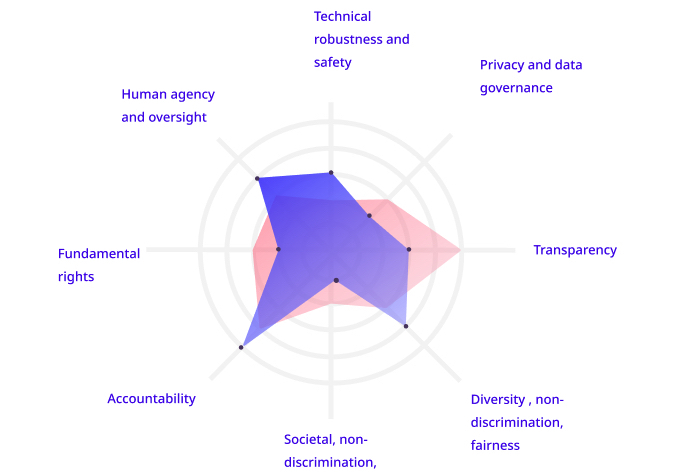 Technical
robustness and
safety
Privacy and data
governance
Human agency
and oversight
Transparency
Fundamental
rights
Accountability
Diversity , non-
discrimination,
fairness
Societal, non-
discrimination,